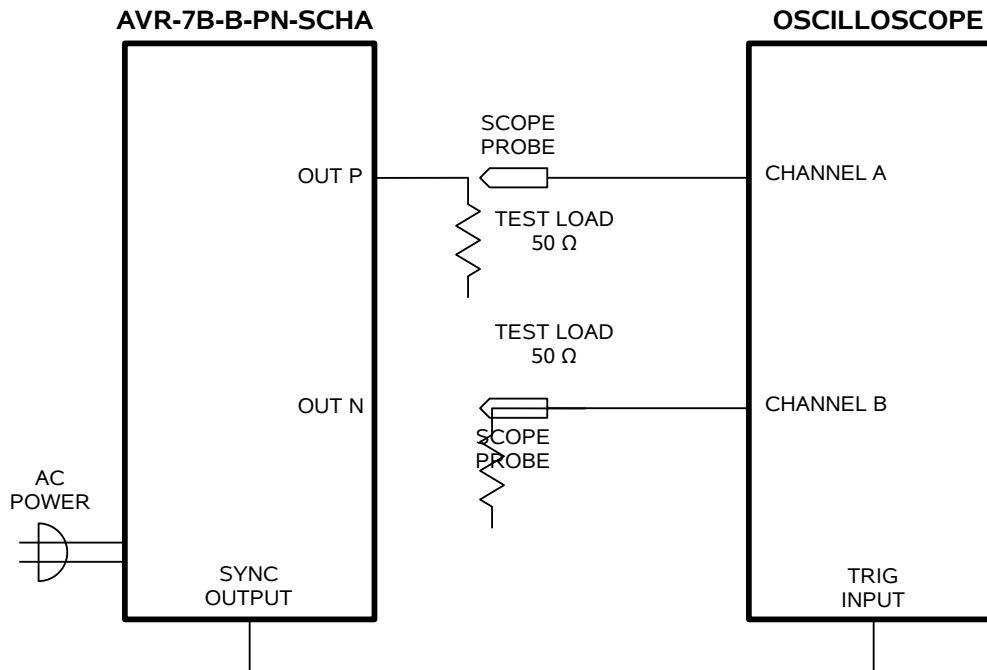 AVR-7B-B-PN-SCHA
OSCILLOSCOPE
SCOPE
PROBE
OUT P
CHANNEL A
TEST LOAD
50 Ω
TEST LOAD
50 Ω
OUT N
CHANNEL B
SCOPE
PROBE
AC
POWER
SYNC
OUTPUT
TRIG
INPUT